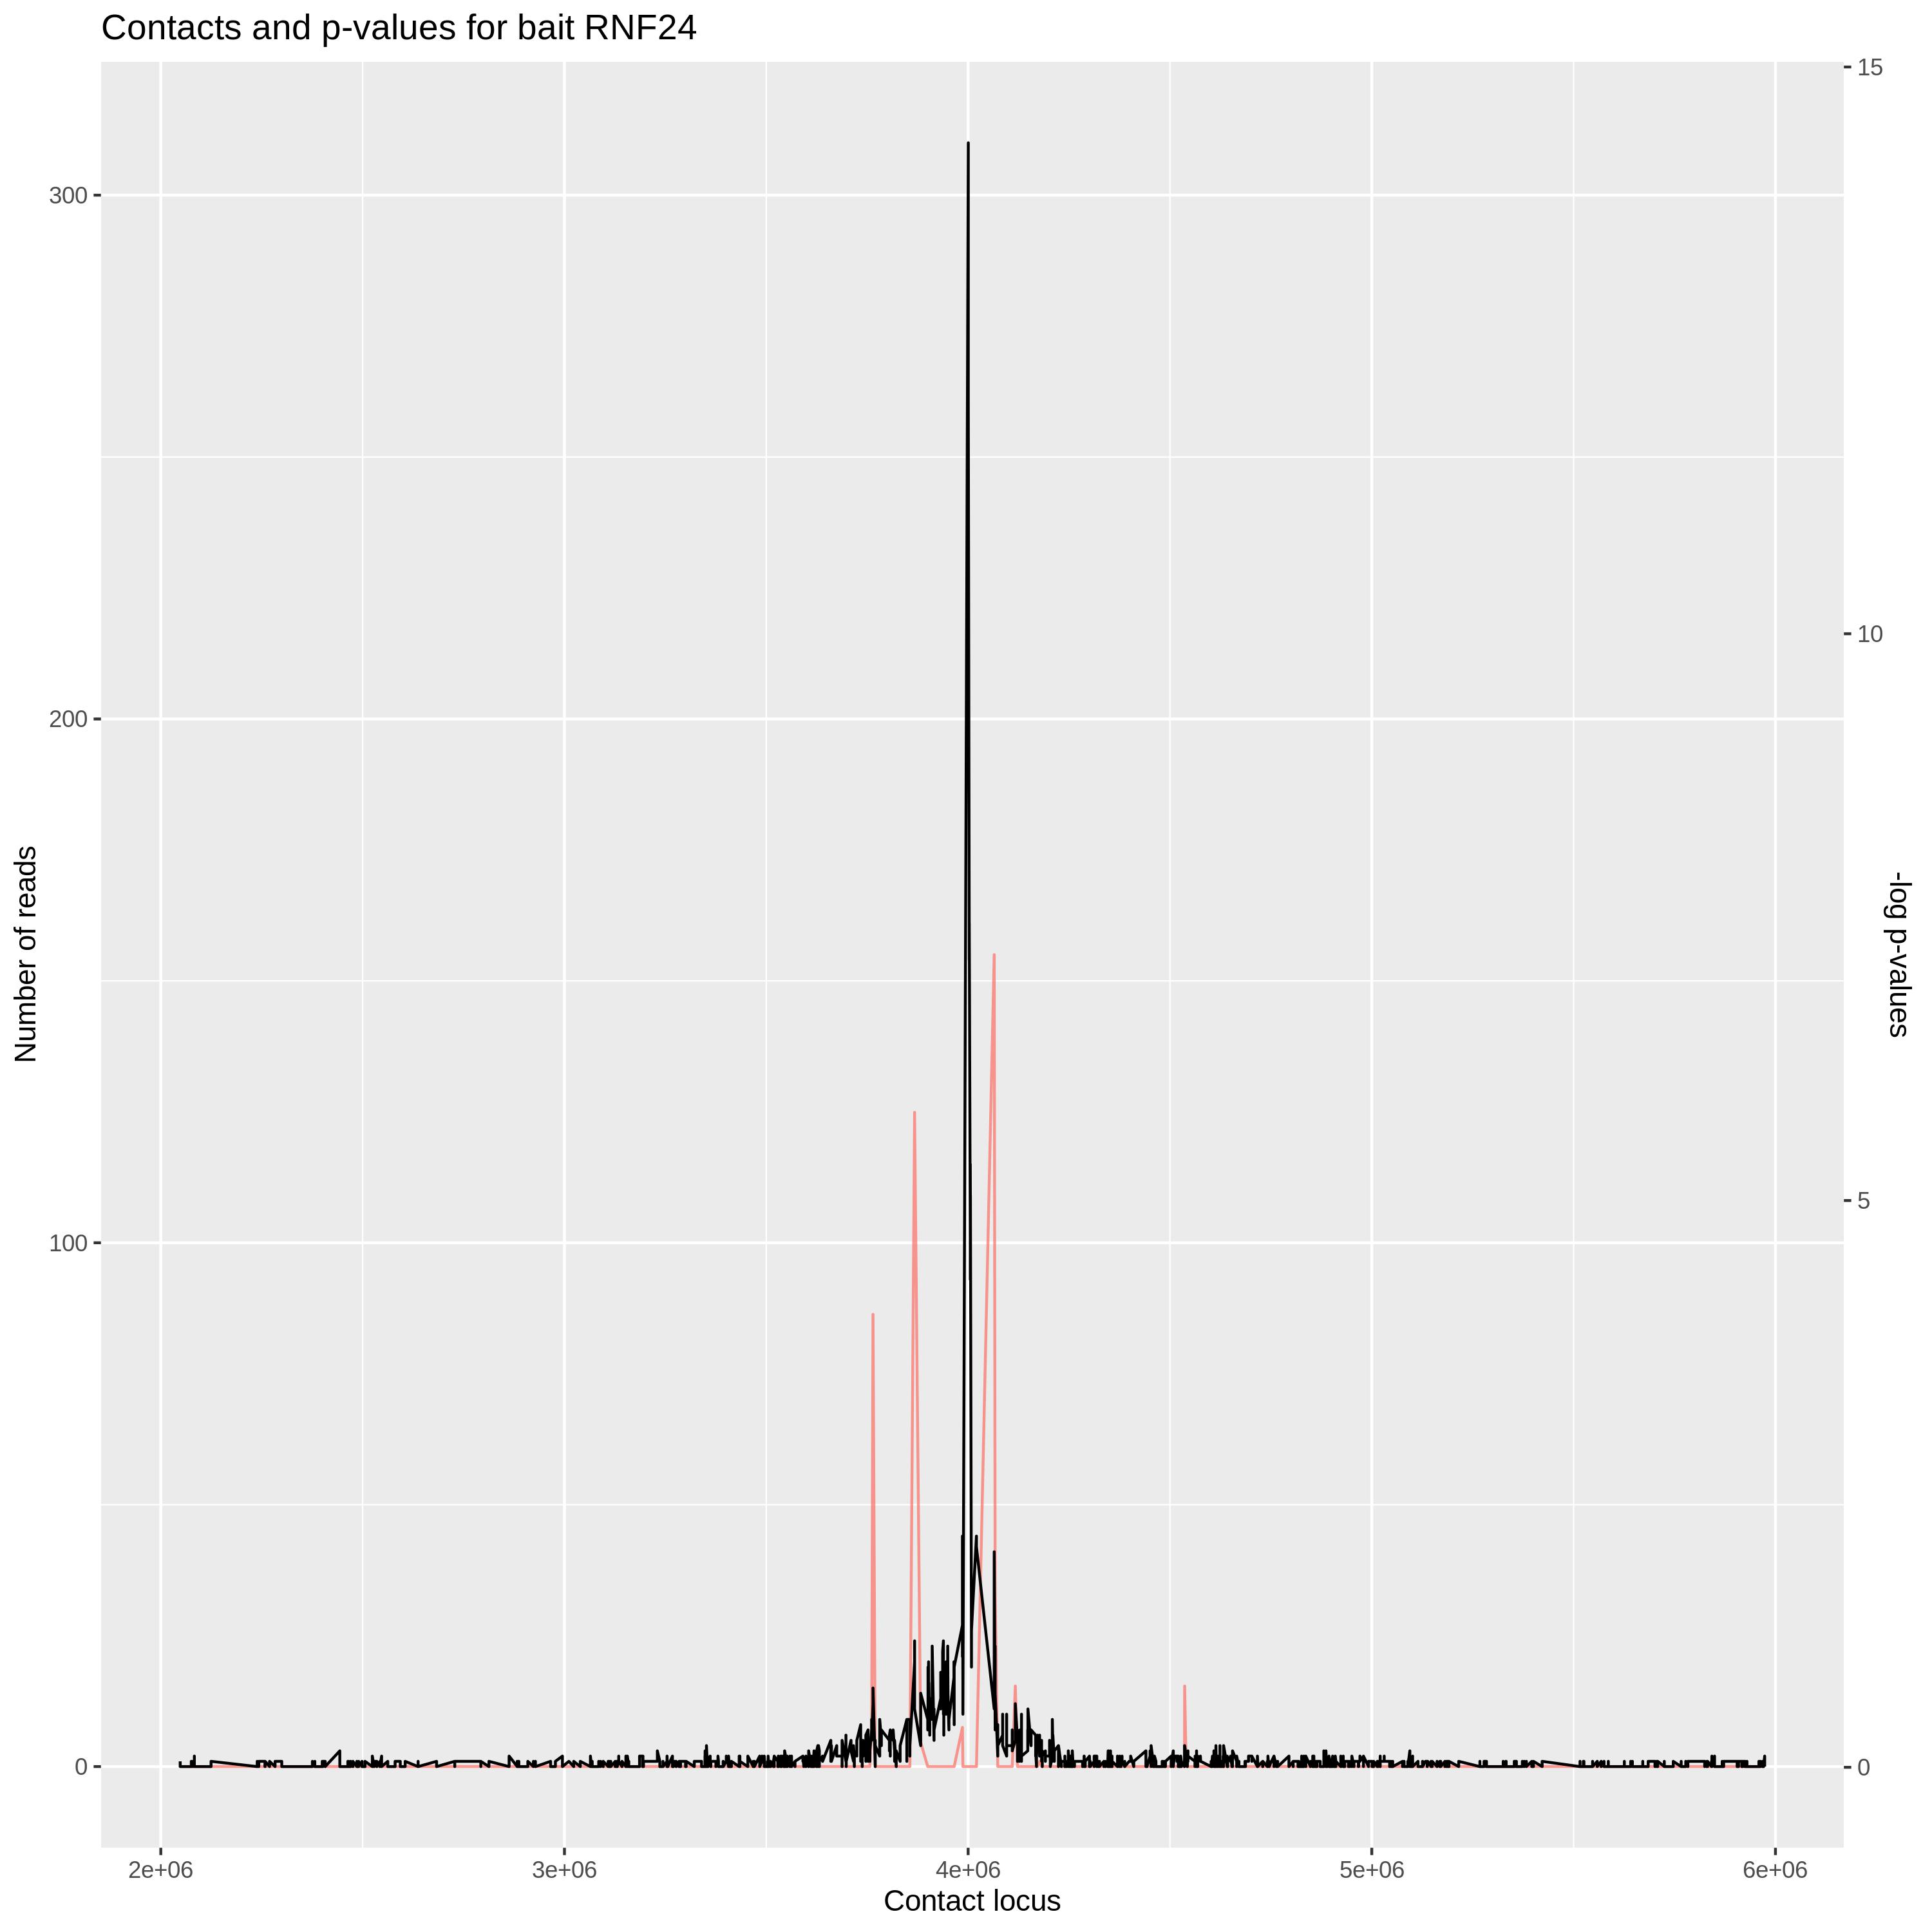 Contacts and p-values for bait RNF24
15
300
10
200
Number of reads
-log p-values
5
100
0
0
2e+06
3e+06
4e+06
5e+06
6e+06
Contact locus